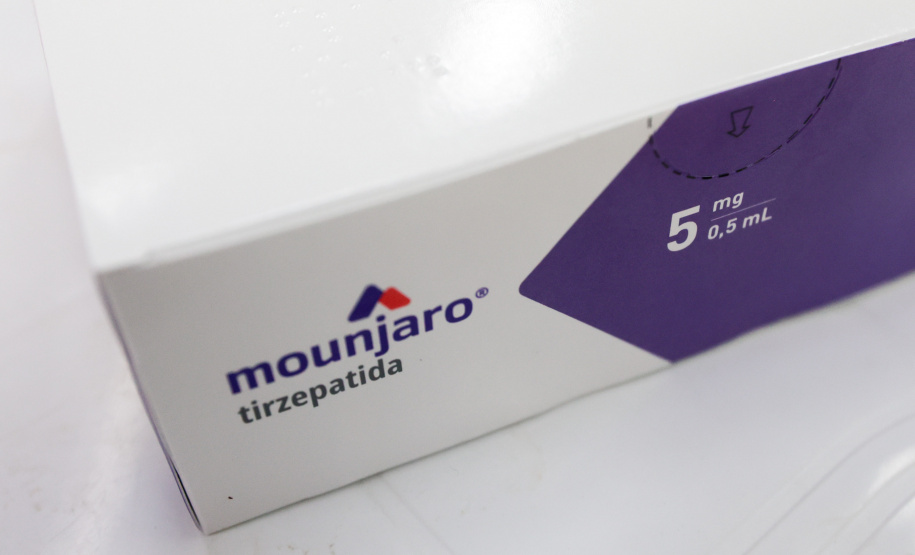 5 mg
0,5 mL
mounjaro®
tirzepatida